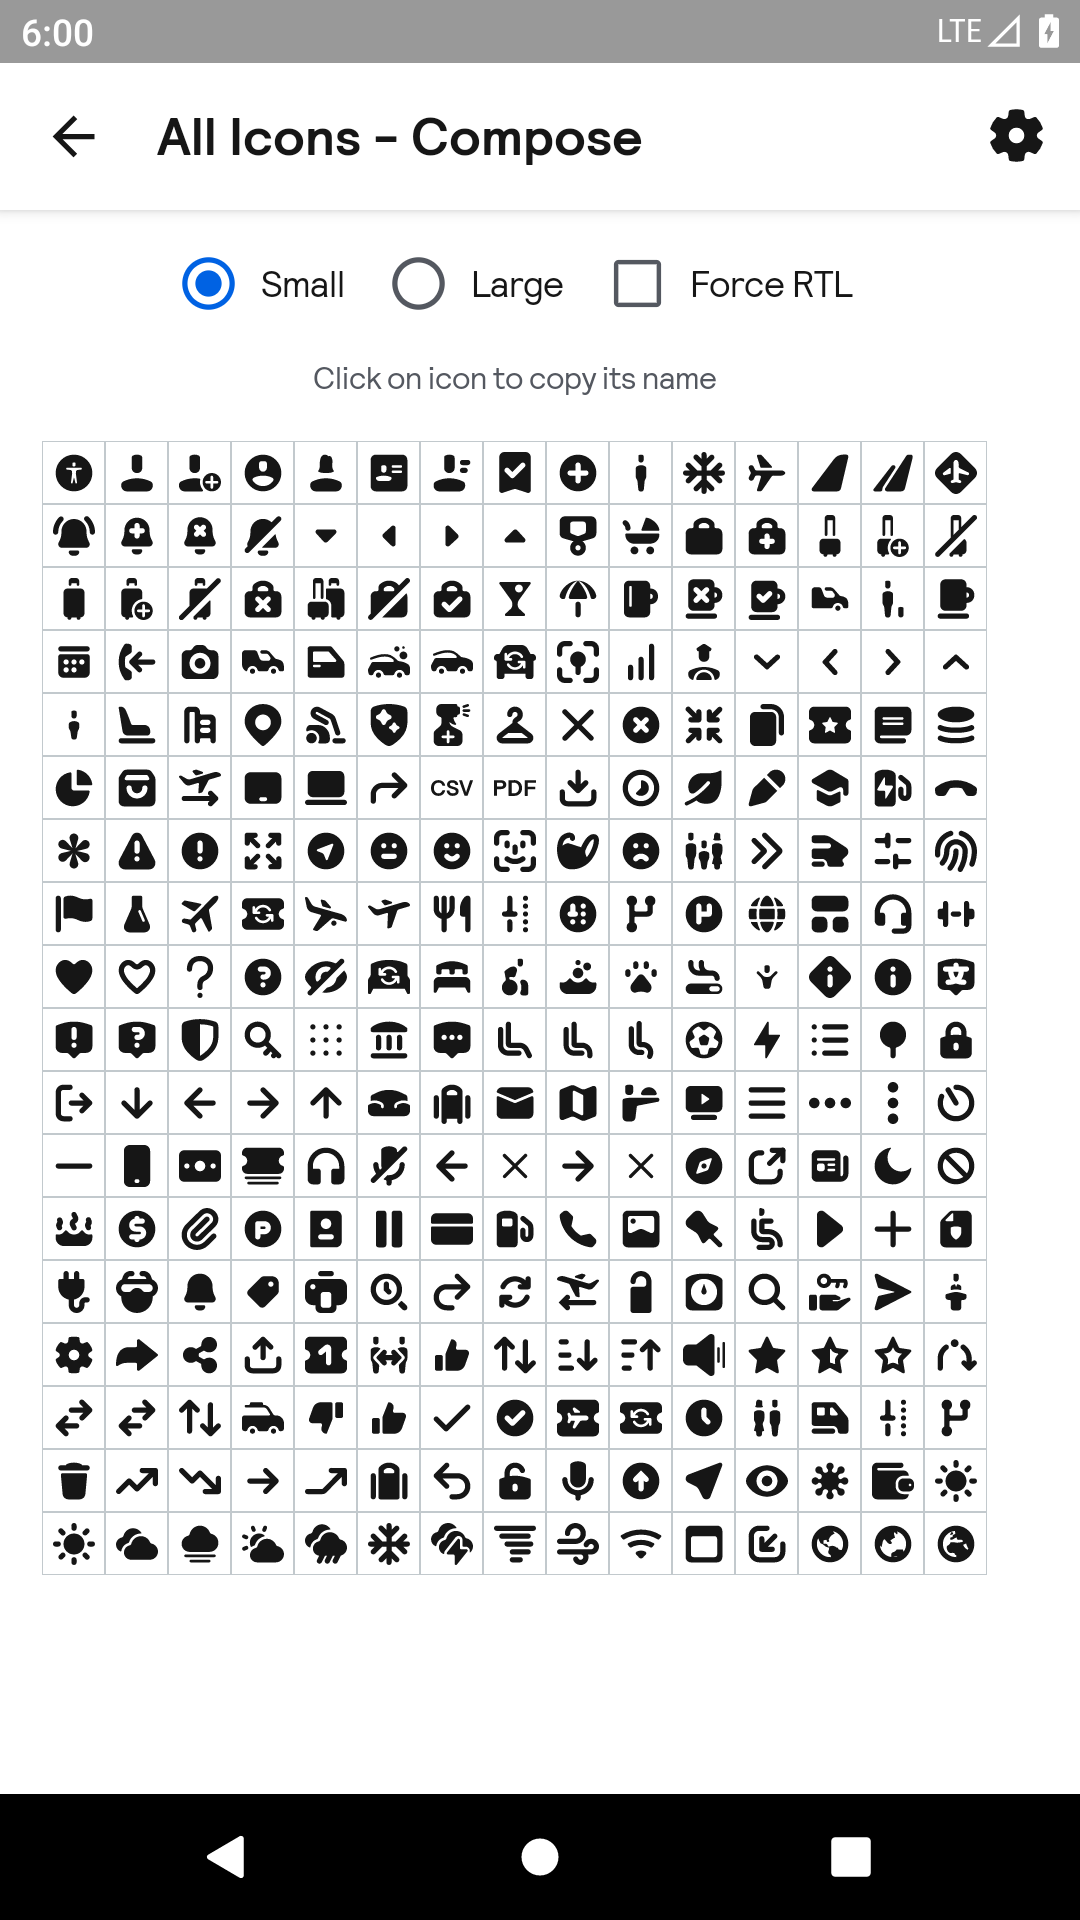 6:00
LTE
All Icons – Compose
Small
Large
Force RTL
Click on icon to copy its name
CSV
PDF